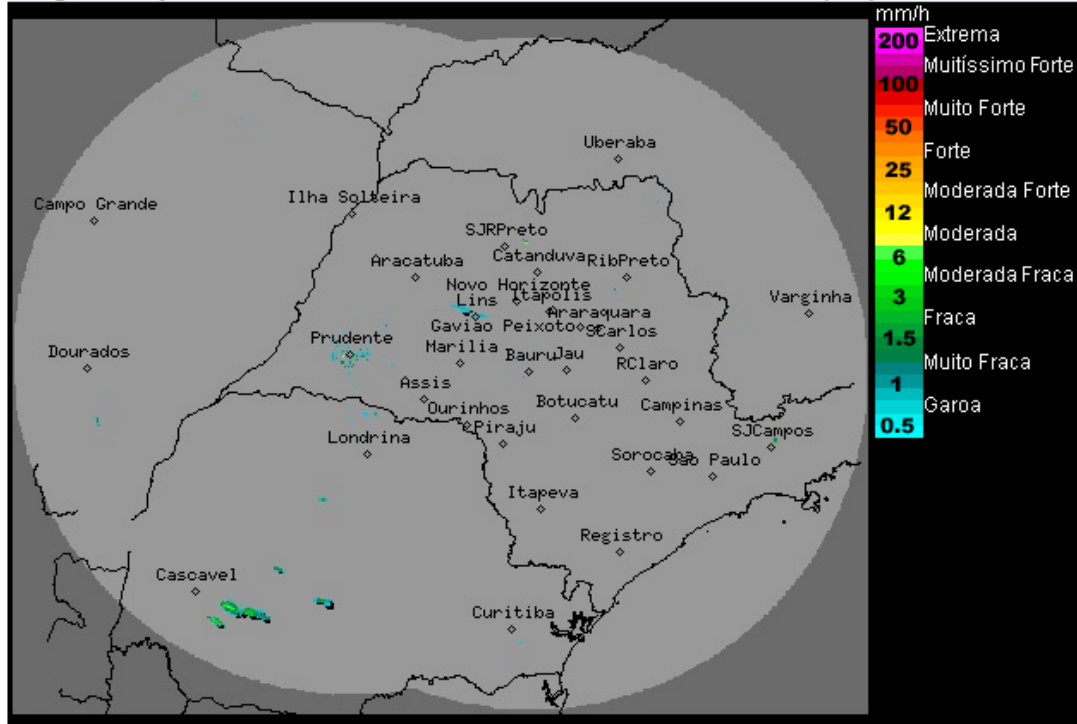 mm/h
200
Extrema
Muitíssimo Forte
100
Muito Forte
50
Forte
25
Moderada Forte
12
Moderada
6
Moderada Fraca
3
Fraca
1.5
Muito Fraca
1
Garoa
0.5
Uberaba
Campo Grande
Ilha Solteira
SJRPreto
Aracatuba
Catanduva
RibPreto
Novo Horizonte
Lins
Itapolis
Varginha
Araraquara
Gavião Peixoto
SCarlos
Prudente
Dourados
Marilia
Bauru
Jau
RClaro
Assis
Ourinhos
Botucatu
Campinas
Piraju
Londrina
SJCampos
Sorocaba
Sao Paulo
Itapeva
Registro
Cascavel
Curitiba